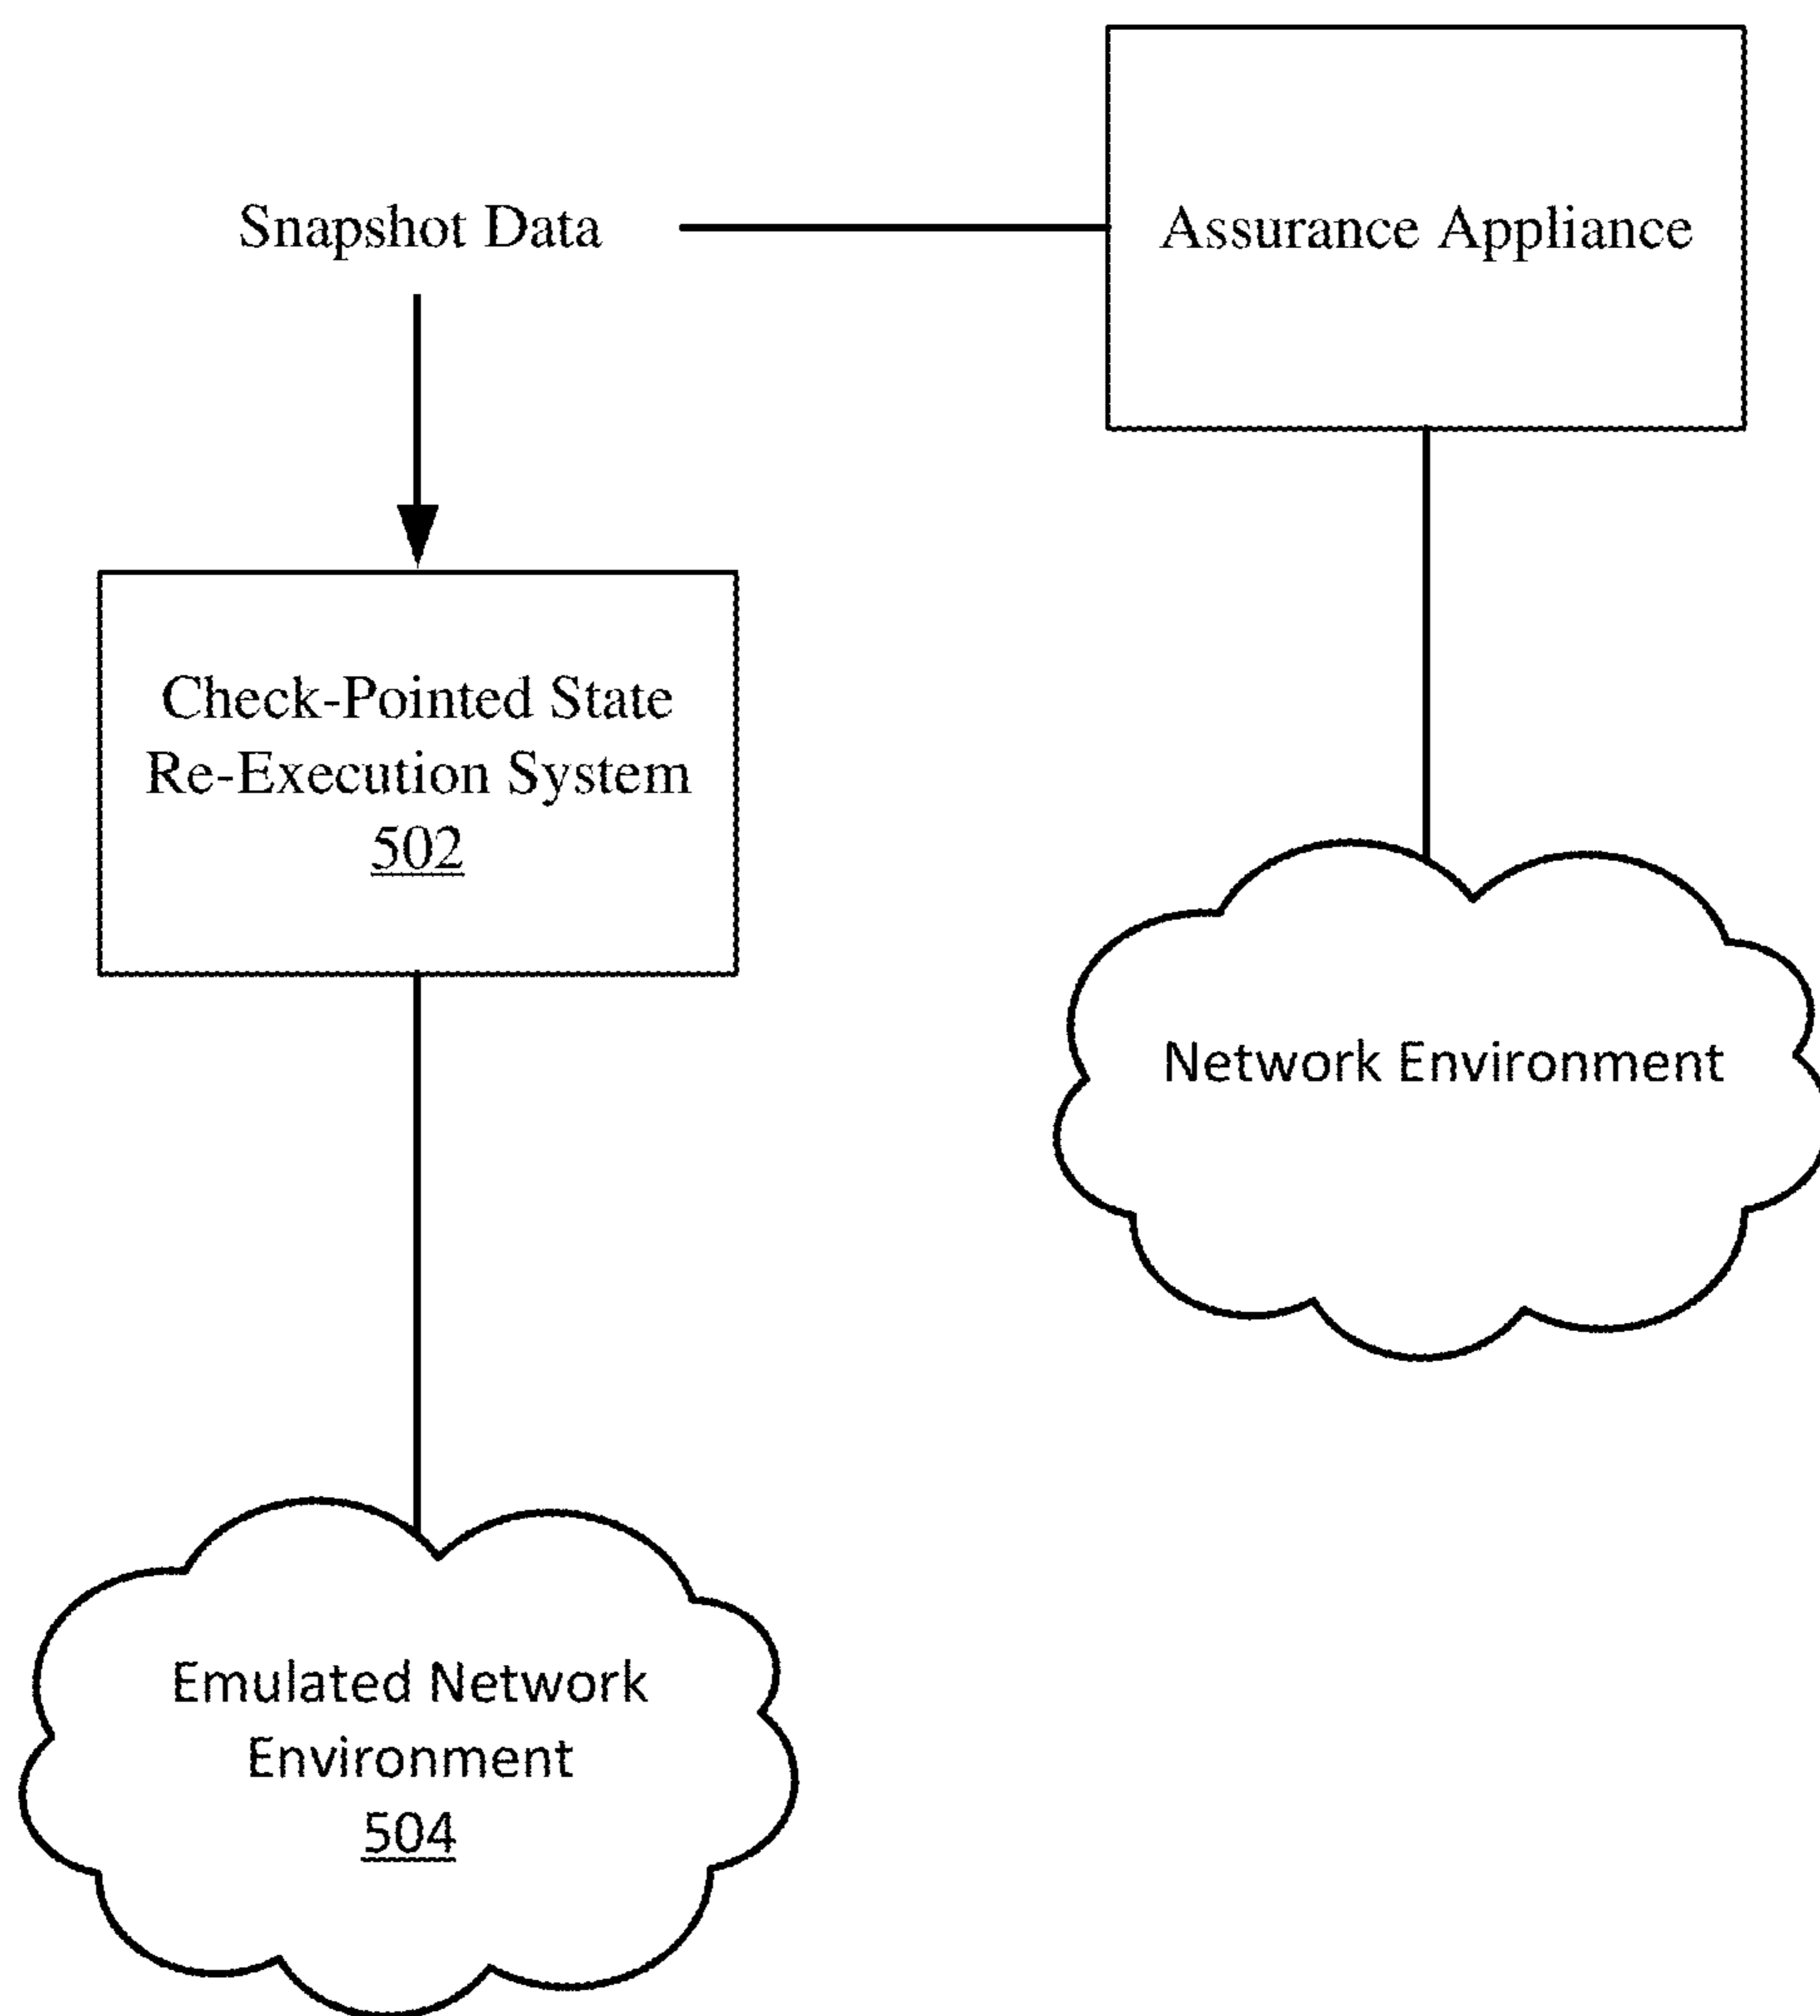 Snapshot Data
Assurance Appliance
Check-Pointed State
Re-Execution System
502
Network Environment
Emulated Network
Environment
504